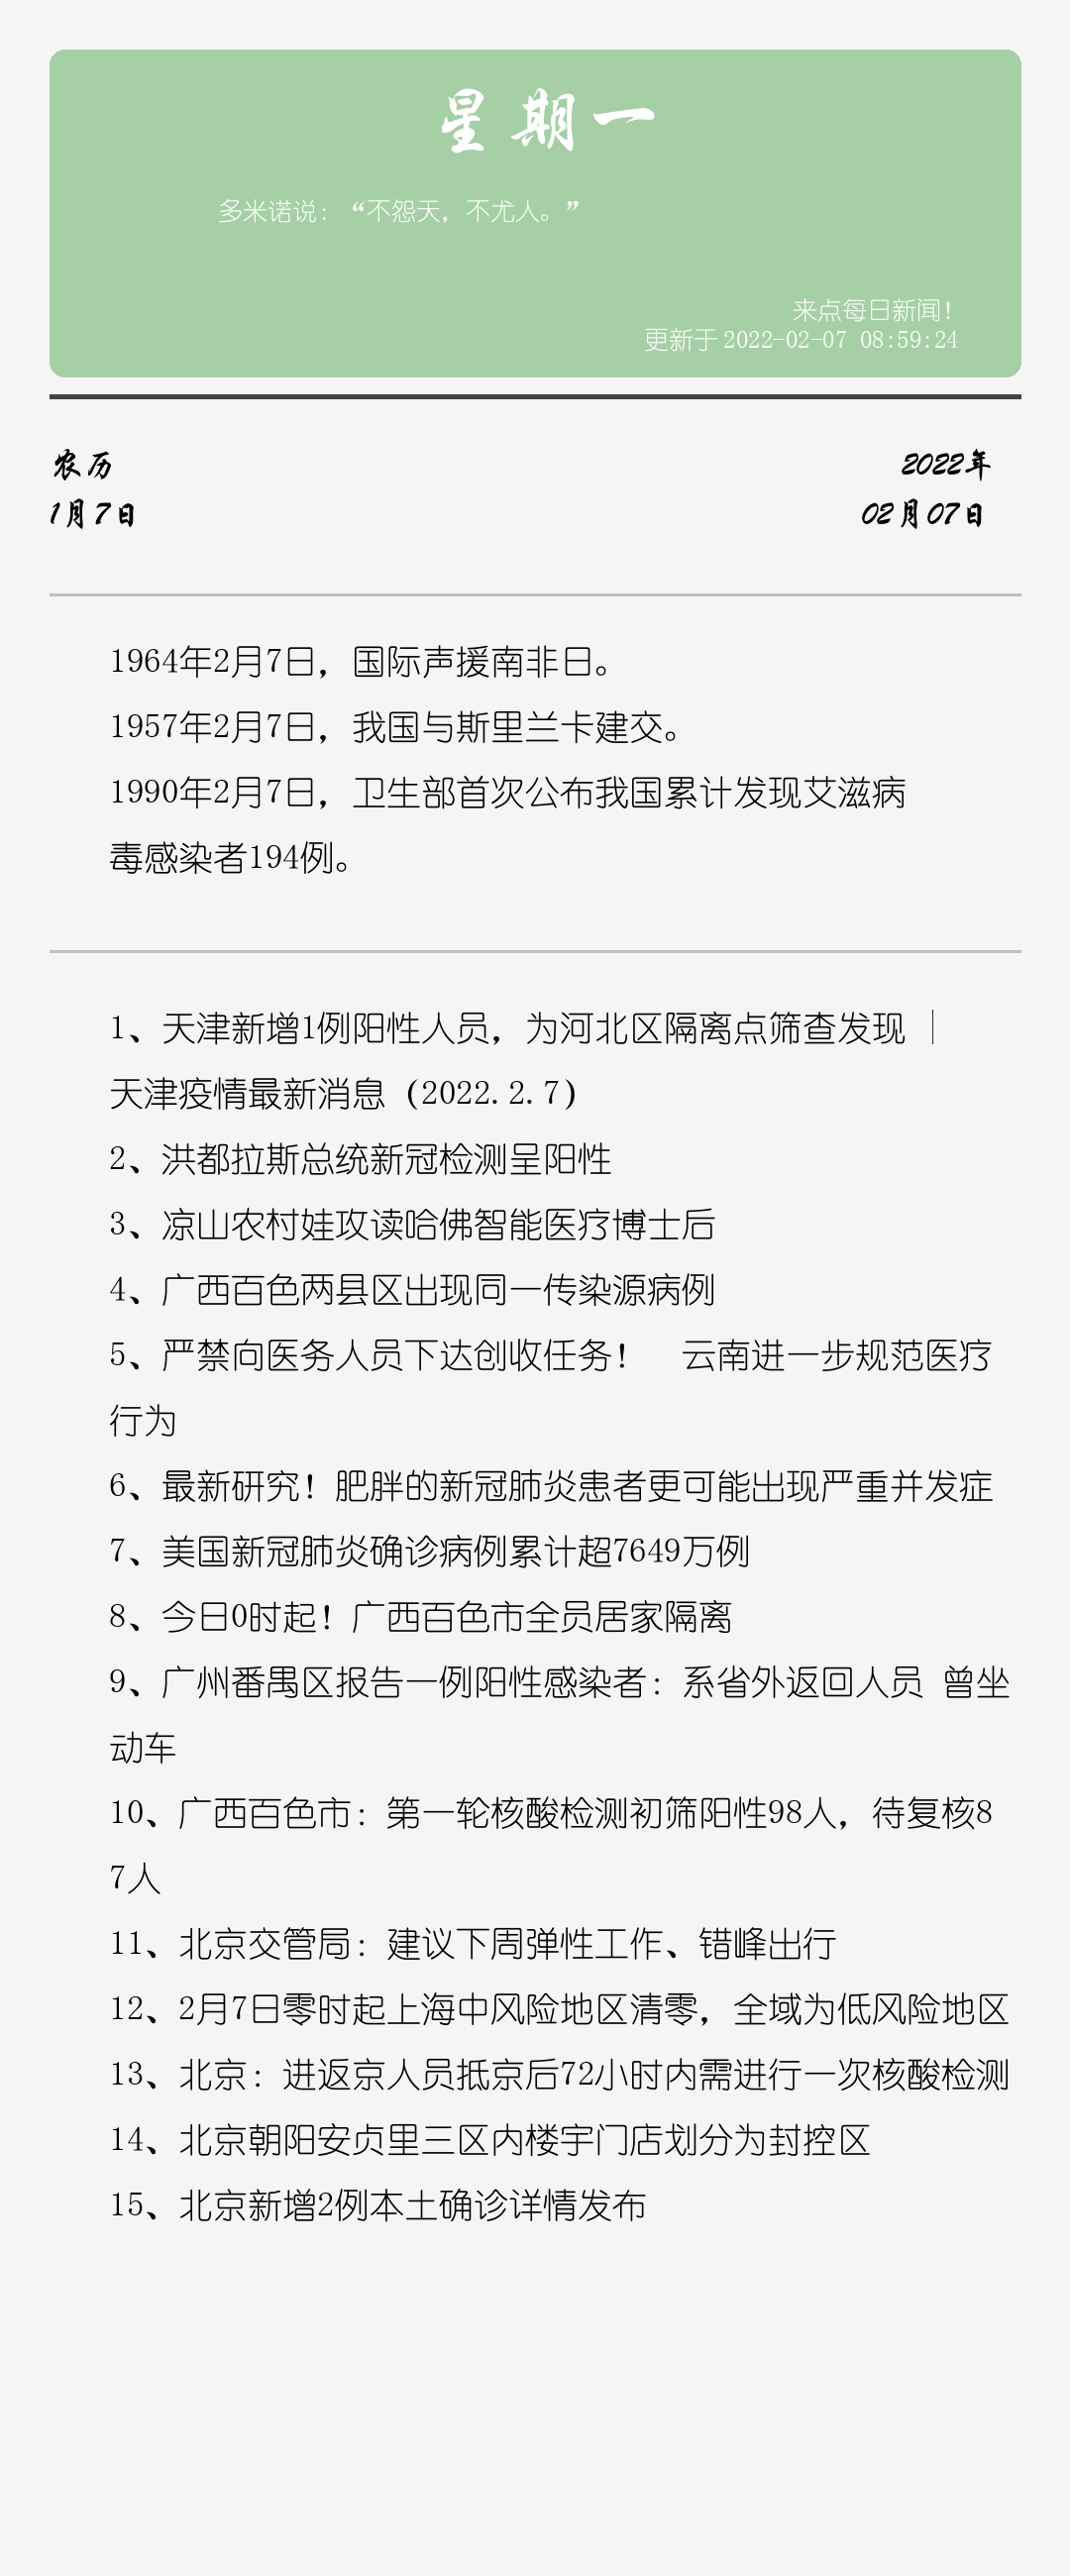 星期一
多米诺说：“不怨天，不尤人。”
来点每日新闻！
更新于 2022-02-07 08:59:24
农历
2022年
1月7日
02月07日
1964年2月7日，国际声援南非日。
1957年2月7日，我国与斯里兰卡建交。
1990年2月7日，卫生部首次公布我国累计发现艾滋病
毒感染者194例。
1、天津新增1例阳性人员，为河北区隔离点筛查发现 |
天津疫情最新消息（2022.2.7）
2、洪都拉斯总统新冠检测呈阳性
3、凉山农村娃攻读哈佛智能医疗博士后
4、广西百色两县区出现同一传染源病例
5、严禁向医务人员下达创收任务！　云南进一步规范医疗
行为
6、最新研究！肥胖的新冠肺炎患者更可能出现严重并发症
7、美国新冠肺炎确诊病例累计超7649万例
8、今日0时起！广西百色市全员居家隔离
9、广州番禺区报告一例阳性感染者：系省外返回人员 曾坐
动车
10、广西百色市：第一轮核酸检测初筛阳性98人，待复核8
7人
11、北京交管局：建议下周弹性工作、错峰出行
12、2月7日零时起上海中风险地区清零，全域为低风险地区
13、北京：进返京人员抵京后72小时内需进行一次核酸检测
14、北京朝阳安贞里三区内楼宇门店划分为封控区
15、北京新增2例本土确诊详情发布